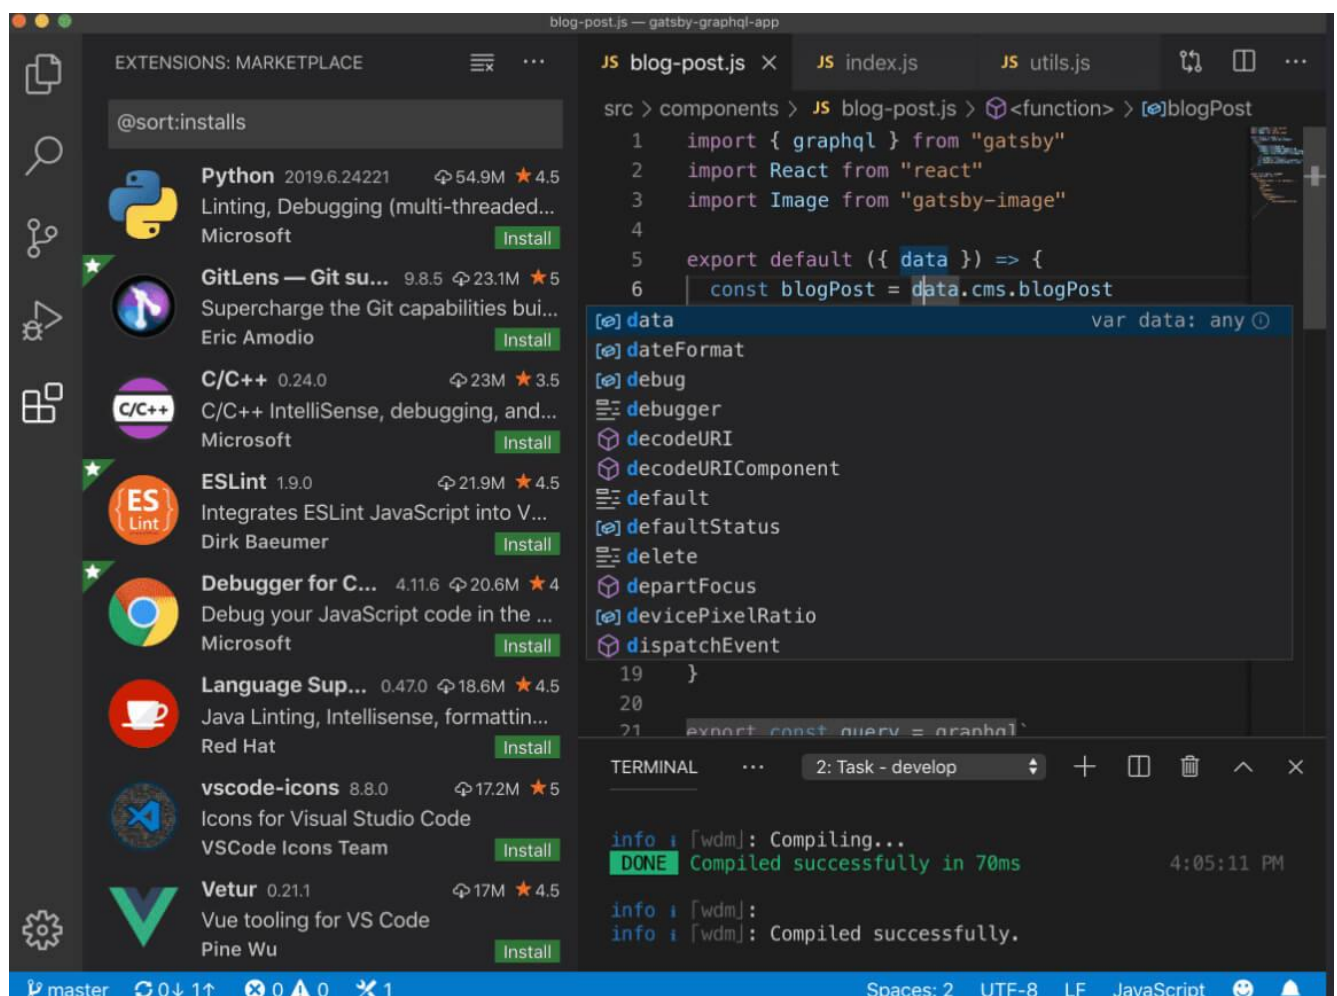 blog-post.js — gatsby-graphql-app
EXTENSIONS: MARKETPLACE
@sort:installs
Python 2019.6.24221 54.9M 4.5
Linting, Debugging (multi-threaded...
Microsoft Install
GitLens — Git su... 9.8.5 23.1M 5
Supercharge the Git capabilities bui...
Eric Amodio Install
C/C++
C/C++ 0.24.0 23M 3.5
C/C++ IntelliSense, debugging, and...
Microsoft Install
ES Lint
ESLint 1.9.0 21.9M 4.5
Integrates ESLint JavaScript into V...
Dirk Baeumer Install
Debugger for C... 4.11.6 20.6M 4
Debug your JavaScript code in the ...
Microsoft Install
Language Sup... 0.47.0 18.6M 4.5
Java Linting, Intellisense, formattin...
Red Hat Install
vscode-icons 8.8.0 17.2M 5
Icons for Visual Studio Code
VSCode Icons Team Install
Vetur 0.21.1 17M 4.5
Vue tooling for VS Code
Pine Wu Install
JS blog-post.js JS index.js JS utils.js
src > components > JS blog-post.js > <function> > blogPost
1 import { graphql } from "gatsby"
2 import React from "react"
3 import Image from "gatsby-image"
4
5 export default ({ data }) => {
6 const blogPost = data.cms.blogPost
data var data: any
dateFormat
debug
debugger
decodeURI
decodeURIComponent
default
defaultStatus
delete
departFocus
devicePixelRatio
dispatchEvent
19 }
20
21 export const query = graphql`
TERMINAL ... 2: Task - develop
info i [wdm]: Compiling...
DONE Compiled successfully in 70ms 4:05:11 PM
info i [wdm]:
info i [wdm]: Compiled successfully.
master 0↓ 1↑ 0 0 1 Spaces: 2 UTF-8 LF JavaScript